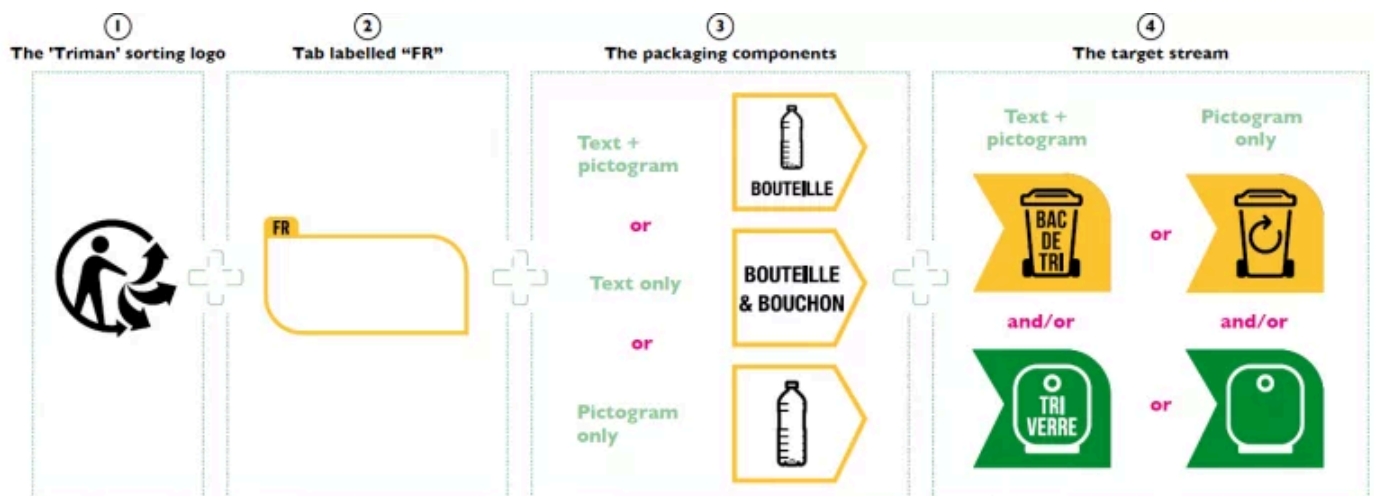 1
The 'Triman' sorting logo
2
Tab labelled “FR”
3
The packaging components
4
The target stream
FR
Text +
pictogram
BOUTEILLE
or
Text only
BOUTEILLE
& BOUCHON
or
Pictogram
only
Text +
pictogram
Pictogram
only
BAC
DE
TRI
or
and/or
and/or
TRI
VERRE
or